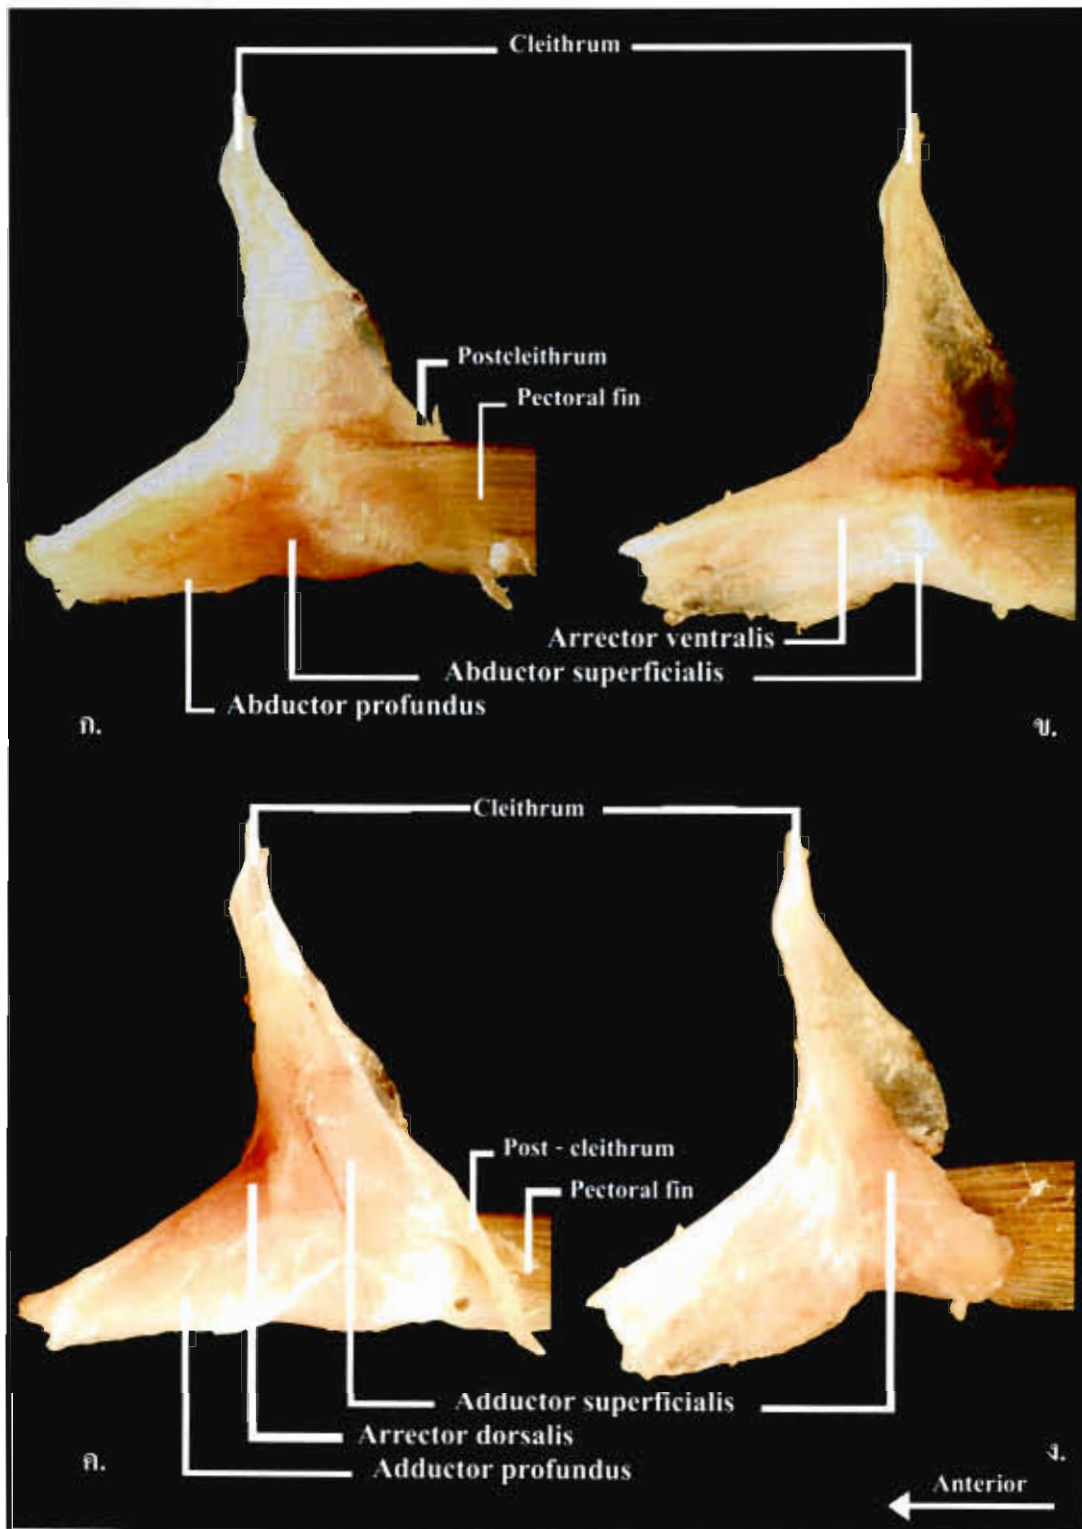 Cleithrum
Postcleithrum
Pectoral fin
Arrector ventralis
Abductor superficialis
Abductor profundus
ก.
ข.
Cleithrum
Post - cleithrum
Pectoral fin
Adductor superficialis
Arrector dorsalis
Adductor profundus
ค.
ง.
Anterior